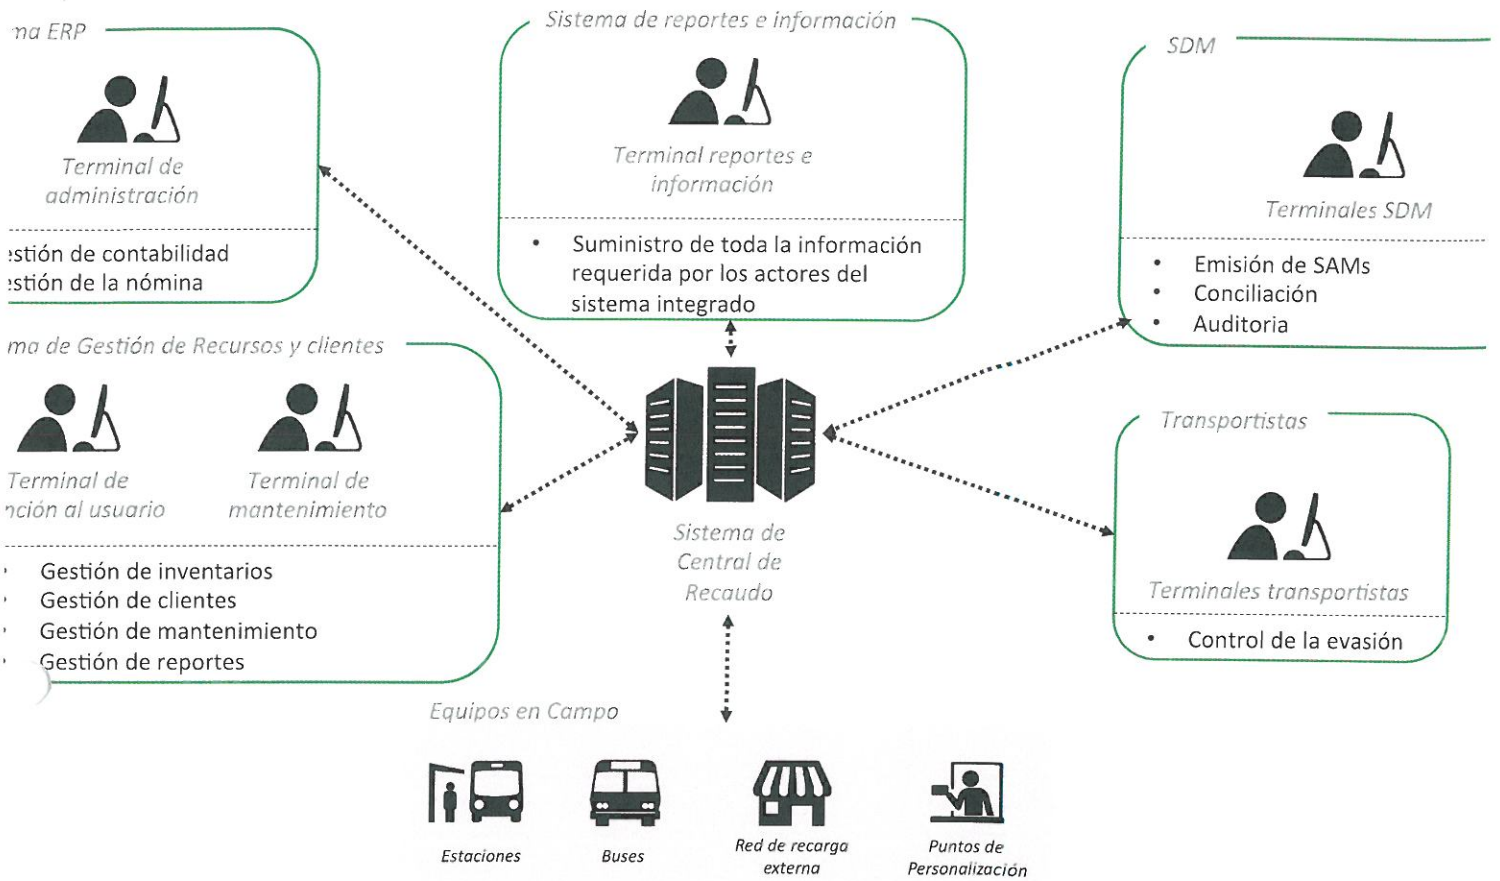 ma ERP
Terminal de
administración
estión de contabilidad
estión de la nómina
Sistema de reportes e información
Terminal reportes e
información
• Suministro de toda la información
requerida por los actores del
sistema integrado
SDM
Terminales SDM
• Emisión de SAMs
• Conciliación
• Auditoria
ma de Gestión de Recursos y clientes
Terminal de
nción al usuario
Terminal de
mantenimiento
Gestión de inventarios
Gestión de clientes
Gestión de mantenimiento
Gestión de reportes
Sistema de
Central de
Recaudo
Transportistas
Terminales transportistas
• Control de la evasión
Equipos en Campo
Estaciones
Buses
Red de recarga
externa
Puntos de
Personalización